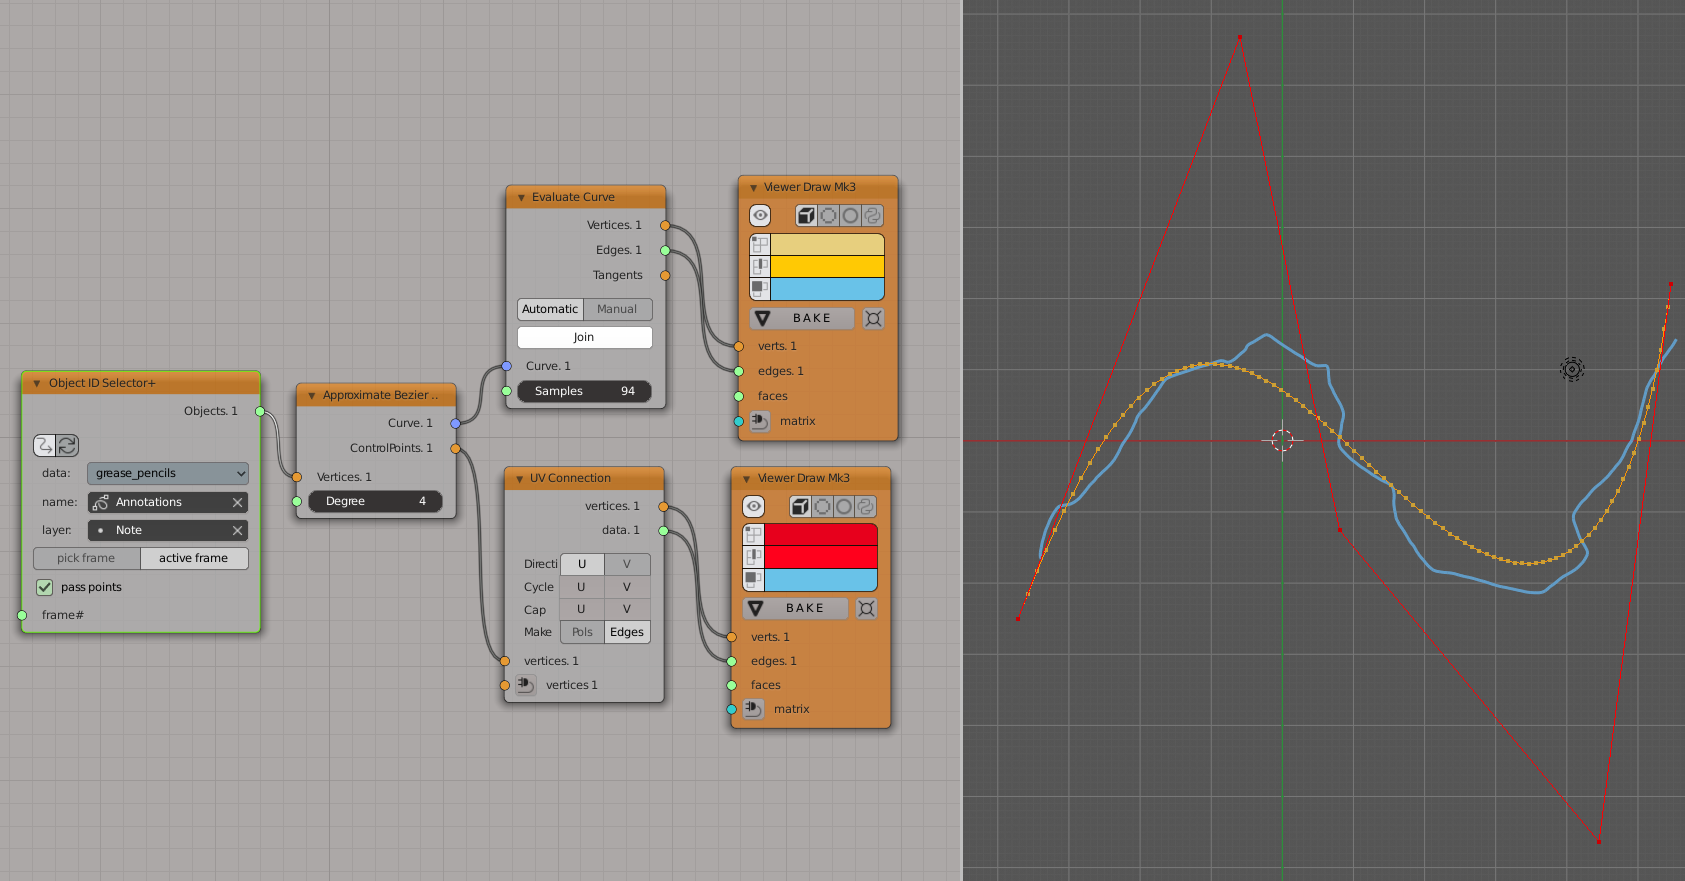 Object ID Selector+
Objects. 1
data:
grease_pencils
name:
Annotations
layer:
Note
pick frame
active frame
pass points
frame#
Approximate Bezier ..
Curve. 1
ControlPoints. 1
Vertices. 1
Degree 4
Evaluate Curve
Vertices. 1
Edges. 1
Tangents
Automatic
Manual
Join
Curve. 1
Samples 94
UV Connection
vertices. 1
data. 1
Directi U V
Cycle U V
Cap U V
Make Pols Edges
vertices. 1
vertices 1
Viewer Draw Mk3
BAKE
verts. 1
edges. 1
faces
matrix
Viewer Draw Mk3
BAKE
verts. 1
edges. 1
faces
matrix